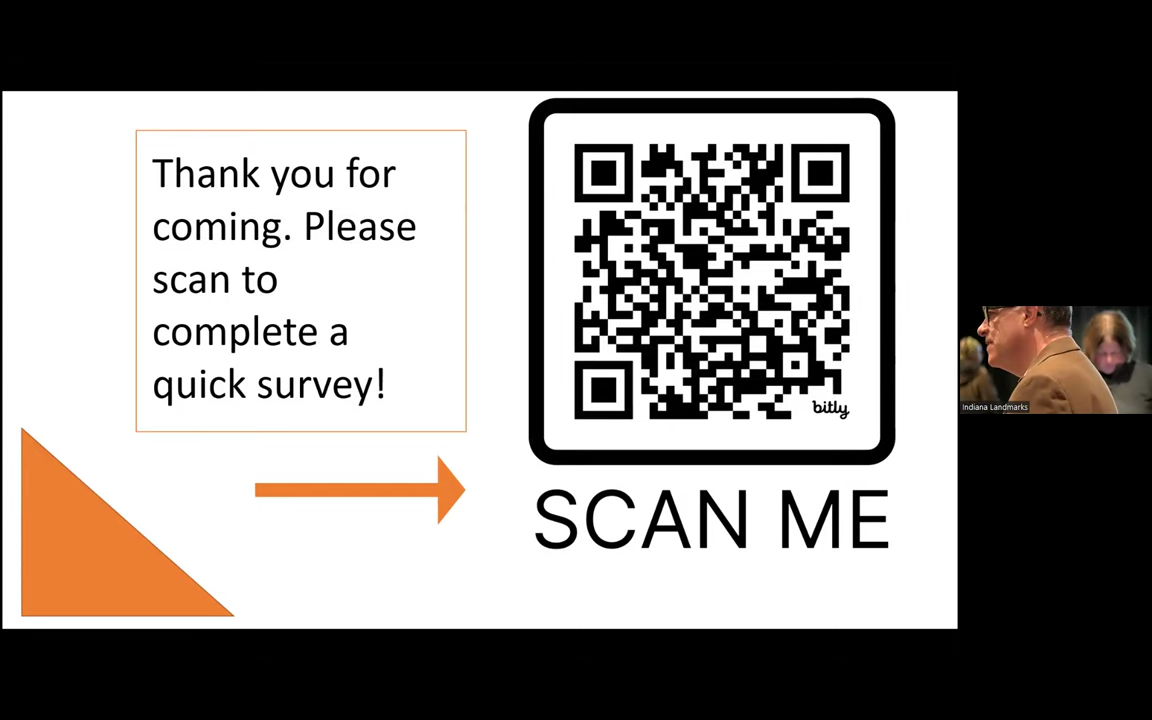 Thank you for
coming. Please
scan to
complete a
quick survey!
bitly
SCAN ME
Indiana Landmarks